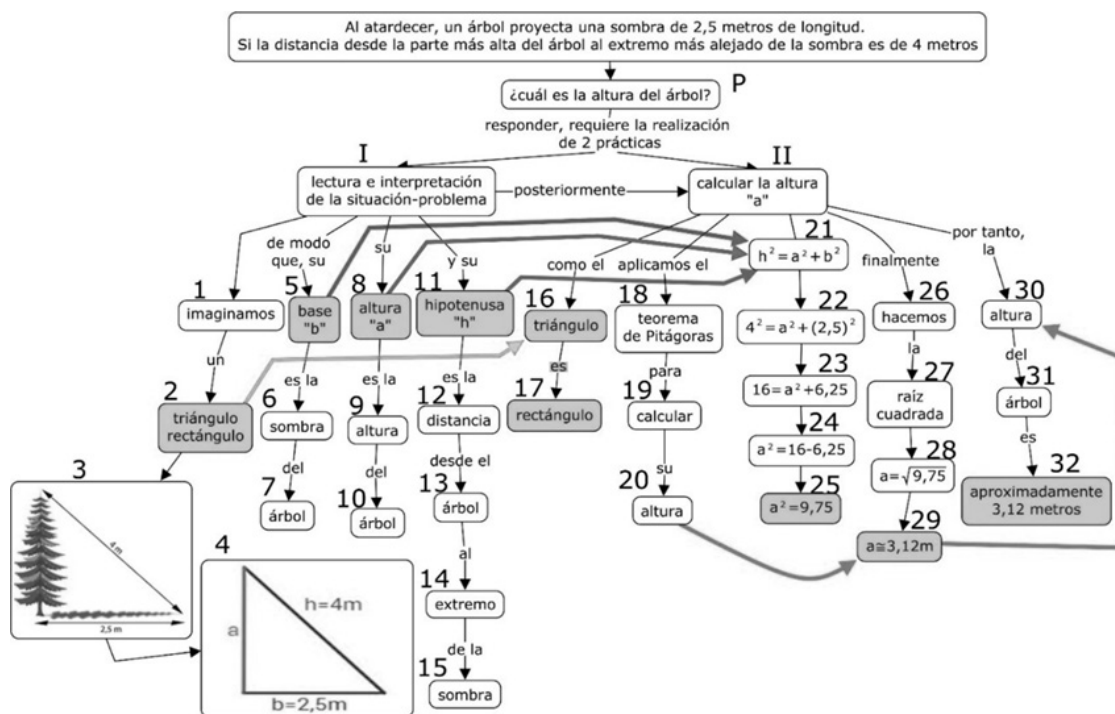 Al atardecer, un árbol proyecta una sombra de 2,5 metros de longitud.
Si la distancia desde la parte más alta del árbol al extremo más alejado de la sombra es de 4 metros
P
¿cuál es la altura del árbol?
responder, requiere la realización
de 2 prácticas
I
lectura e interpretación
de la situación-problema
posteriormente
II
calcular la altura
"a"
1
imaginamos
un
2
triángulo
rectángulo
3
4 m
2,5 m
4
a
h=4m
b=2,5m
de modo
que, su
5
base
"b"
es la
6
sombra
del
7
árbol
su
8
altura
"a"
es la
9
altura
del
10
árbol
y su
11
hipotenusa
"h"
es la
12
distancia
desde el
13
árbol
al
14
extremo
de la
15
sombra
como el
16
triángulo
es
17
rectángulo
aplicamos el
18
teorema
de Pitágoras
para
19
calcular
su
20
altura
21
h²=a²+b²
22
4²=a²+(2,5)²
23
16=a²+6,25
24
a²=16-6,25
25
a²=9,75
finalmente
26
hacemos
la
27
raíz
cuadrada
28
a=√9,75
29
a≅3,12m
por tanto,
la
30
altura
del
31
árbol
es
32
aproximadamente
3,12 metros